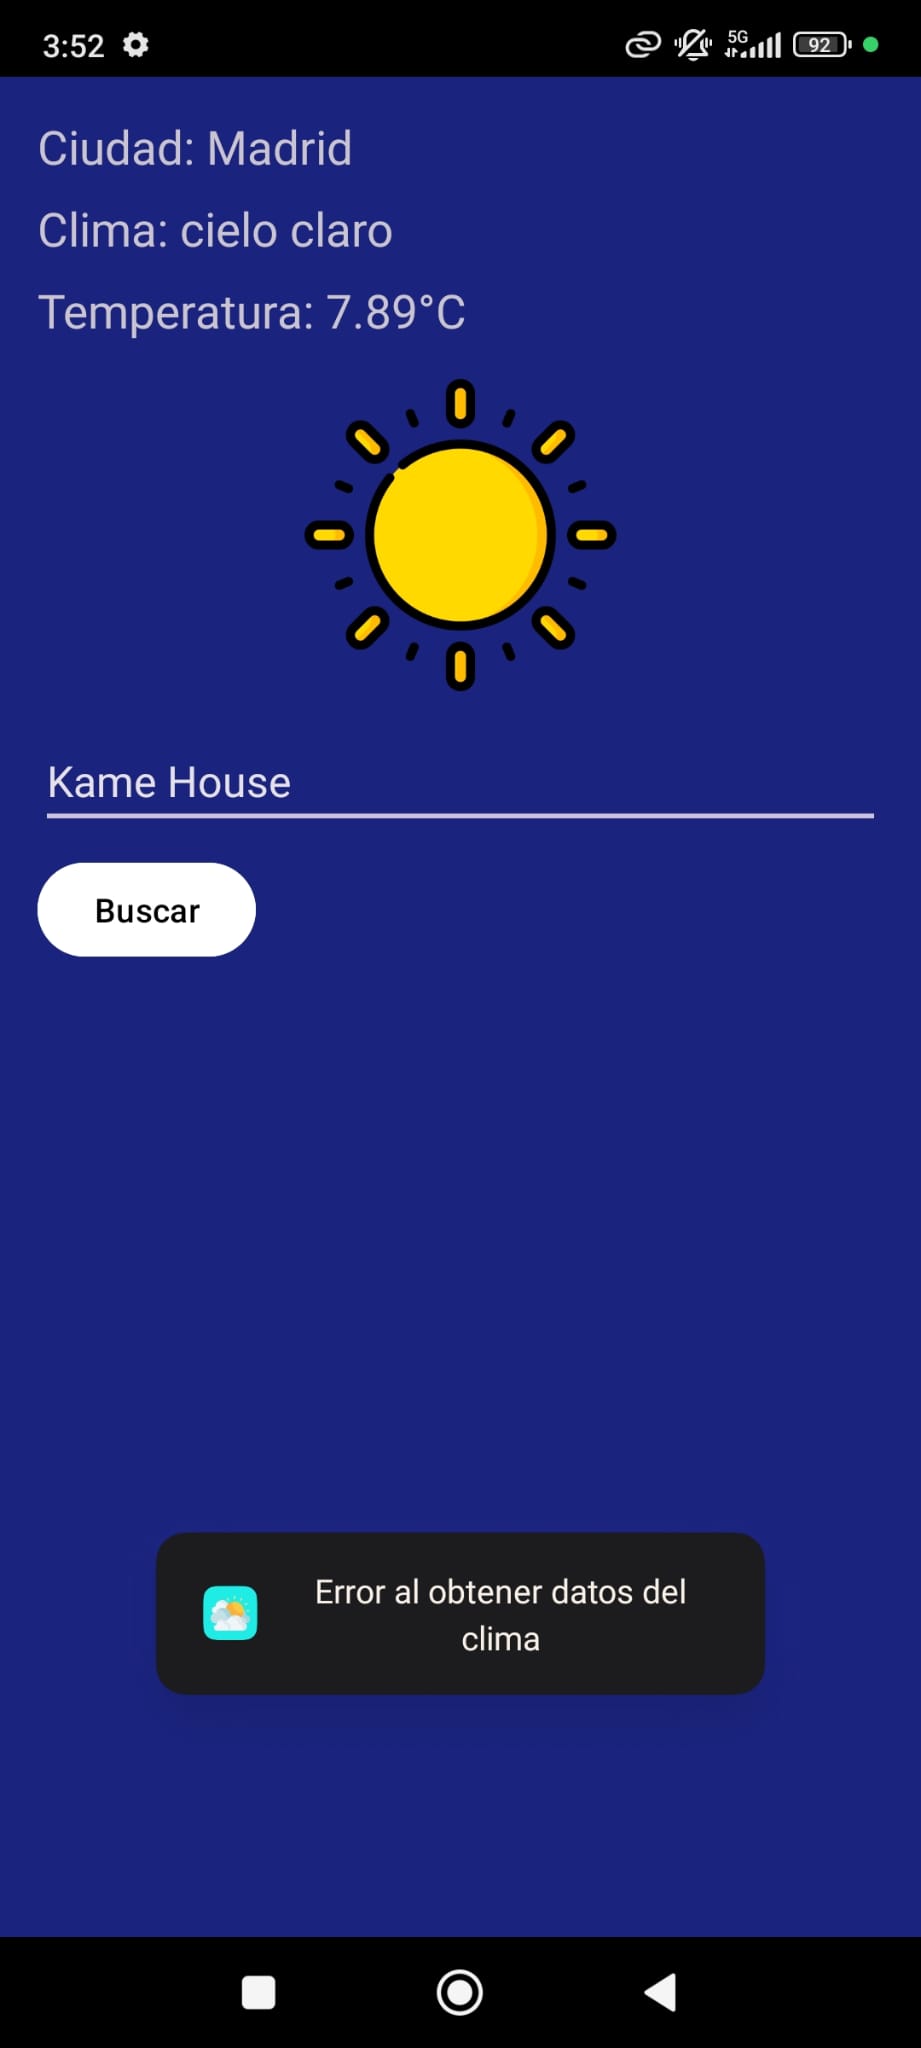 3:52
5G
92
Ciudad: Madrid
Clima: cielo claro
Temperatura: 7.89°C
Kame House
Buscar
Error al obtener datos del
clima